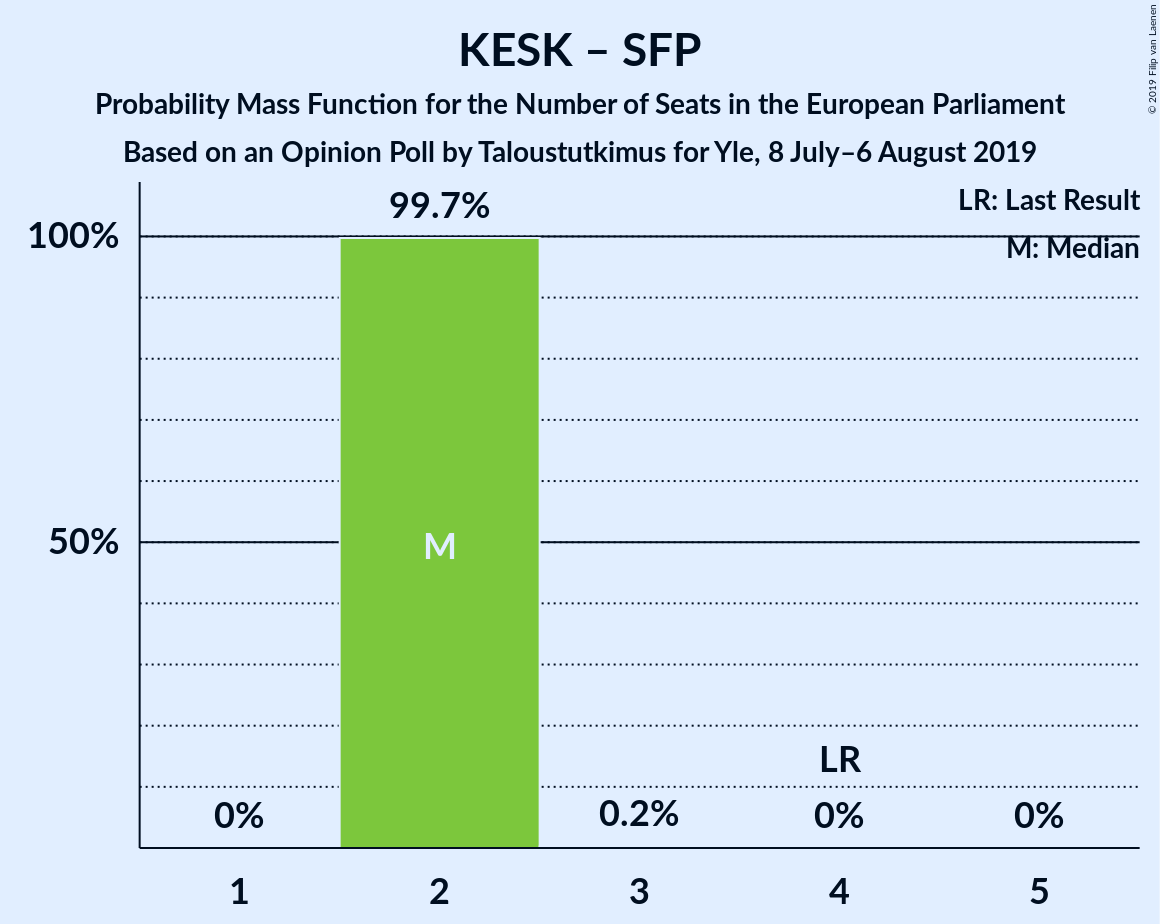 KESK – SFP
Probability Mass Function for the Number of Seats in the European Parliament
Based on an Opinion Poll by Taloustutkimus for Yle, 8 July–6 August 2019
© 2019 Filip van Laenen
LR: Last Result
M: Median
99.7%
100%
50%
M
LR
0%
0.2%
0%
0%
1 2 3 4 5